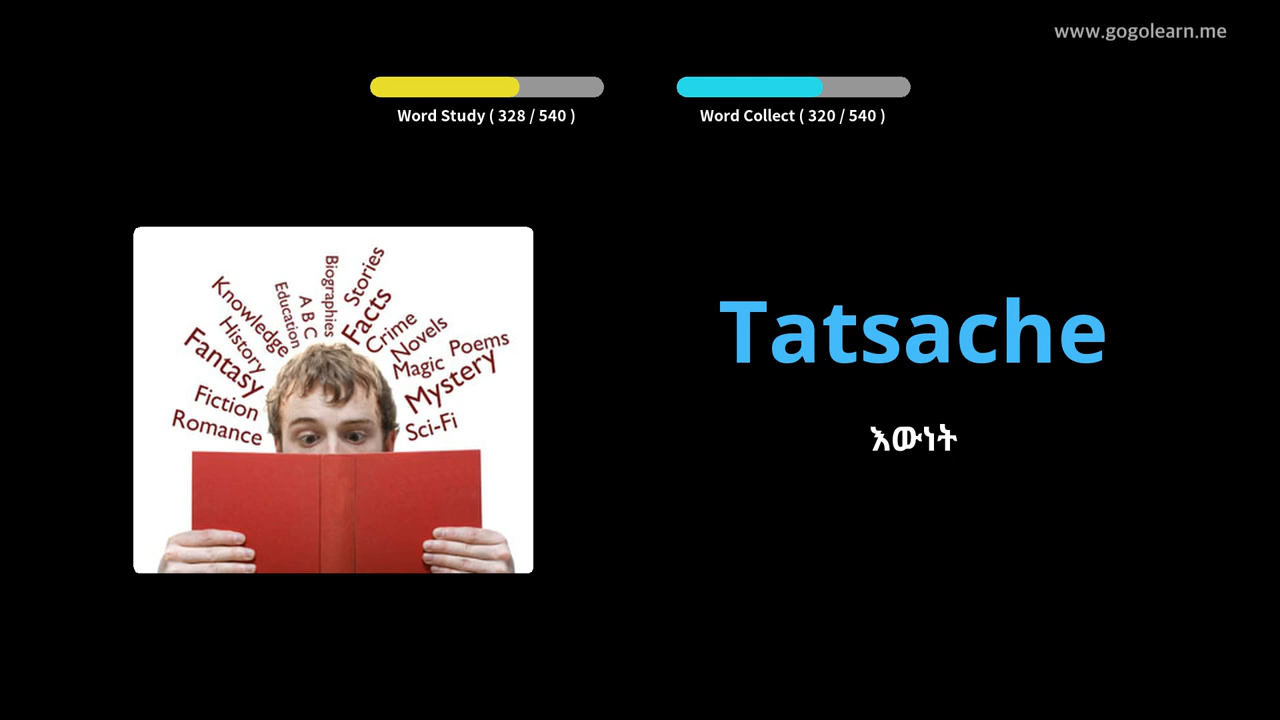 www.gogolearn.me
Word Study ( 328 / 540 )
Word Collect ( 320 / 540 )
Knowledge
Education
A B C
Biographies
Stories
Facts
Crime
Novels
Poems
History
Fantasy
Magic
Mystery
Fiction
Romance
Sci-Fi
Tatsache
እውነት